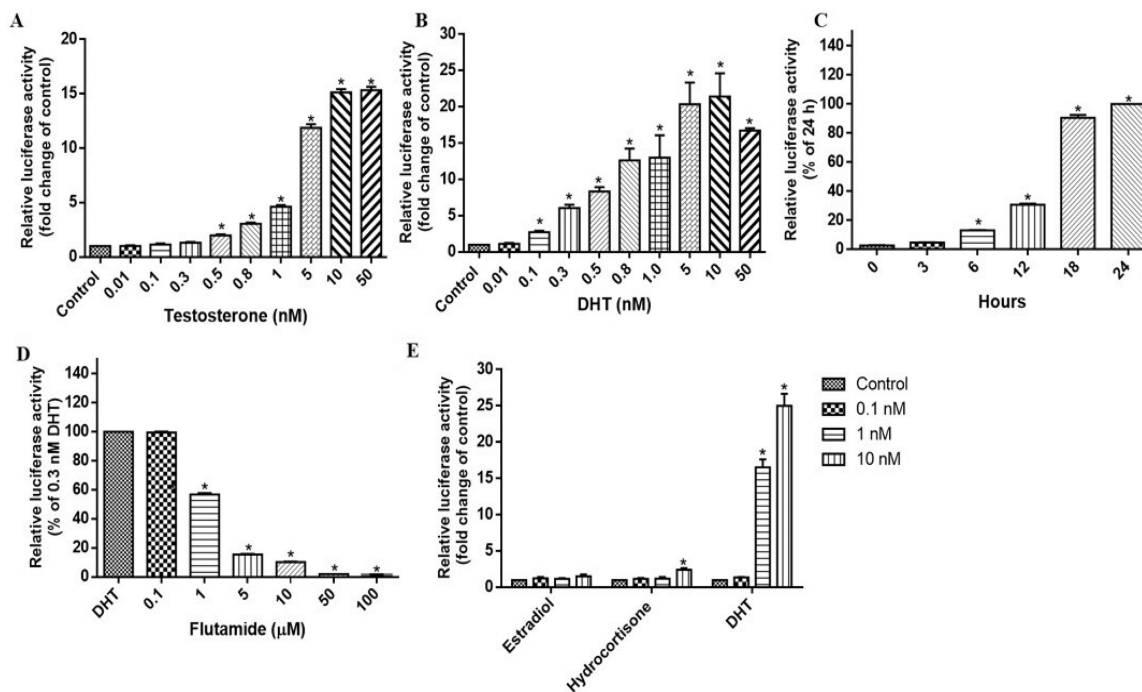 A
Relative luciferase activity
(fold change of control)
20
15
10
5
0
* * * * * *
Control 0.01 0.1 0.3 0.5 0.8 1 5 10 50
Testosterone (nM)
B
Relative luciferase activity
(fold change of control)
30
25
20
15
10
5
0
* * * * * * * *
Control 0.01 0.1 0.3 0.5 0.8 1.0 5 10 50
DHT (nM)
C
Relative luciferase activity
(% of 24 h)
140
120
100
80
60
40
20
0
* * * *
0 3 6 12 18 24
Hours
D
Relative luciferase activity
(% of 0.3 nM DHT)
140
120
100
80
60
40
20
0
* * * * *
DHT 0.1 1 5 10 50 100
Flutamide (μM)
E
Relative luciferase activity
(fold change of control)
30
25
20
15
10
5
0
* * *
Estradiol Hydrocortisone DHT
Control
0.1 nM
1 nM
10 nM